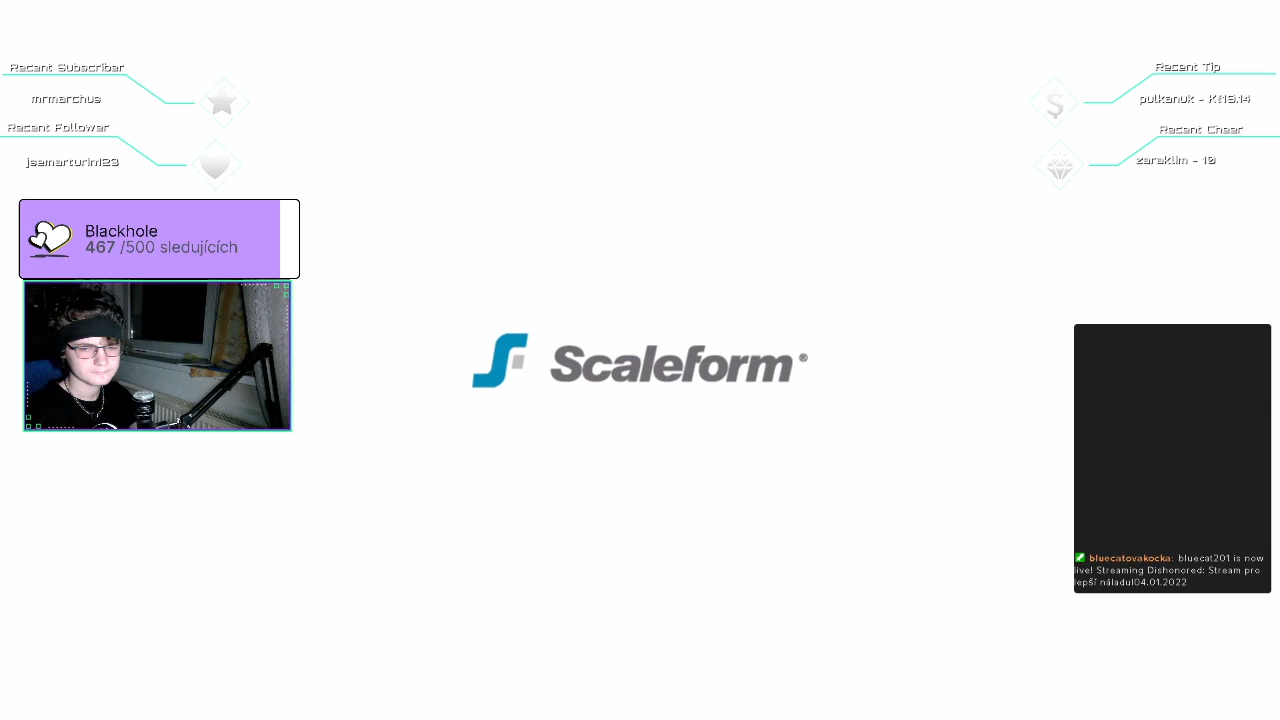 Recent Subscriber
mrmarchus
Recent Follower
jsemarturin123
Recent Tip
pulkanuk - Kč15.14
Recent Cheer
zaraklim - 10
Blackhole
467 /500 sledujících
Scaleform®
bluecatovakocka: bluecat201 is now
live! Streaming Dishonored: Stream pro
lepší náladu!04.01.2022